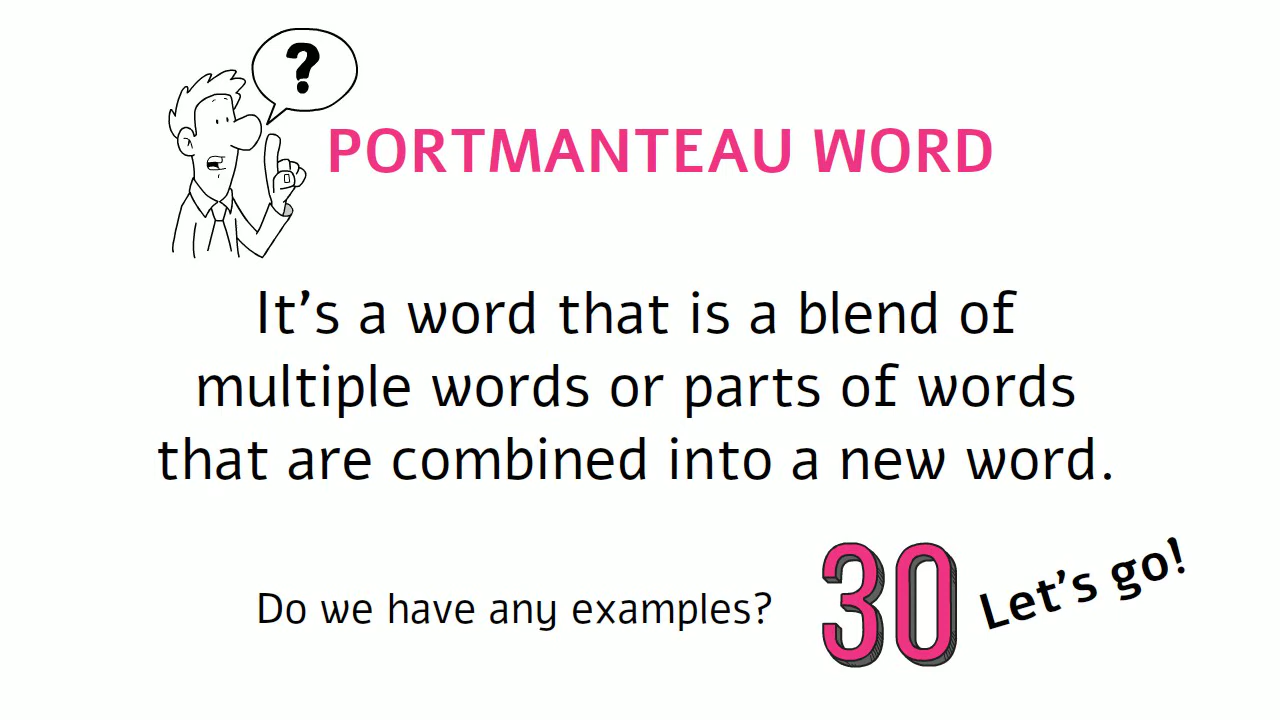 ?
PORTMANTEAU WORD
It’s a word that is a blend of
multiple words or parts of words
that are combined into a new word.
Do we have any examples?
30
Let’s go!